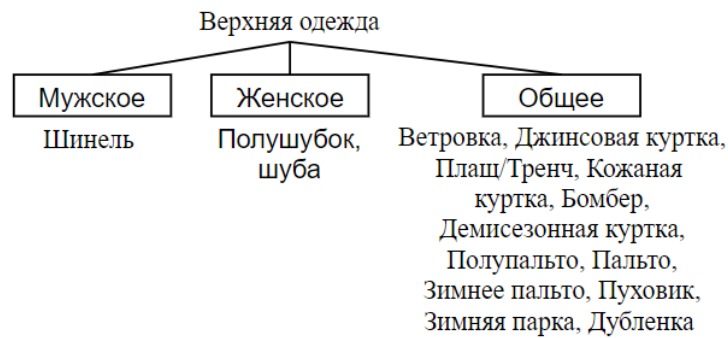 Верхняя одежда
Мужское
Женское
Общее
Шинель
Полушубок,
шуба
Ветровка, Джинсовая куртка,
Плащ/Тренч, Кожаная
куртка, Бомбер,
Демисезонная куртка,
Полупальто, Пальто,
Зимнее пальто, Пуховик,
Зимняя парка, Дубленка